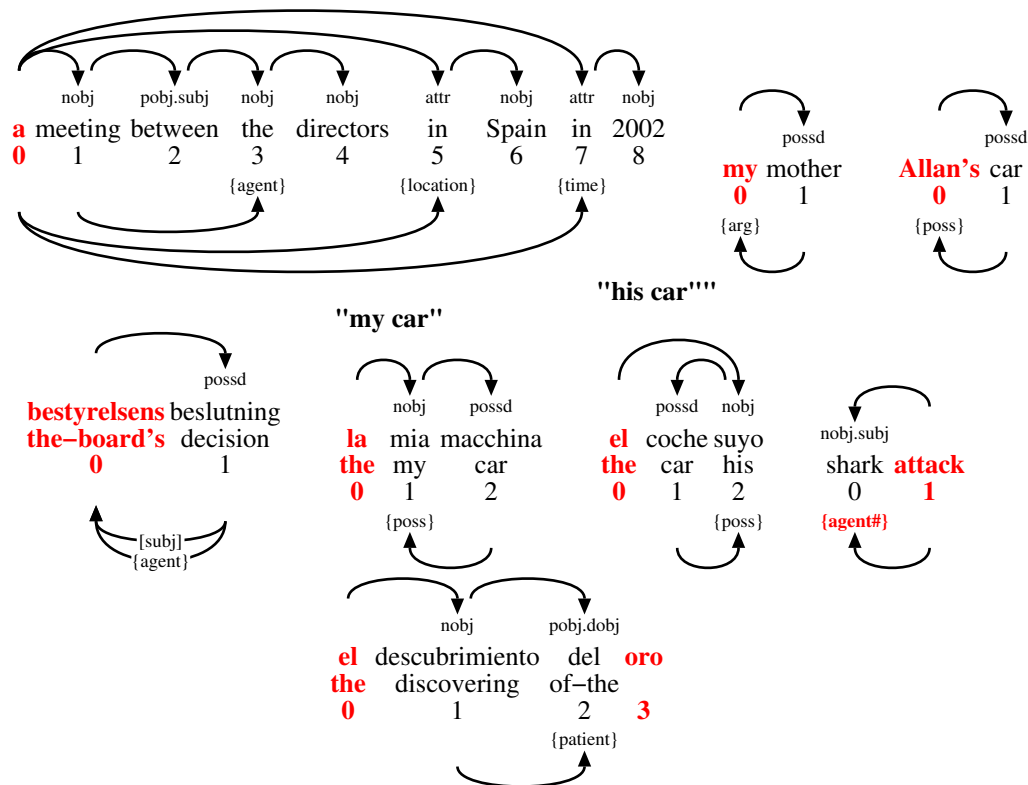 nobj pobj.subj nobj nobj attr nobj attr nobj
a meeting between the directors in Spain in 2002
0 1 2 3 4 5 6 7 8
{agent} {location} {time}
possd
my mother
0 1
{arg}
possd
Allan's car
0 1
{poss}
possd
bestyrelsens beslutning
the−board's decision
0 1
[subj]
{agent}
"my car"
nobj possd
la mia macchina
the my car
0 1 2
{poss}
"his car""
possd nobj
el coche suyo
the car his
0 1 2
{poss}
nobj.subj
shark attack
0 1
{agent#}
nobj pobj.dobj
el descubrimiento del oro
the discovering of−the
0 1 2 3
{patient}